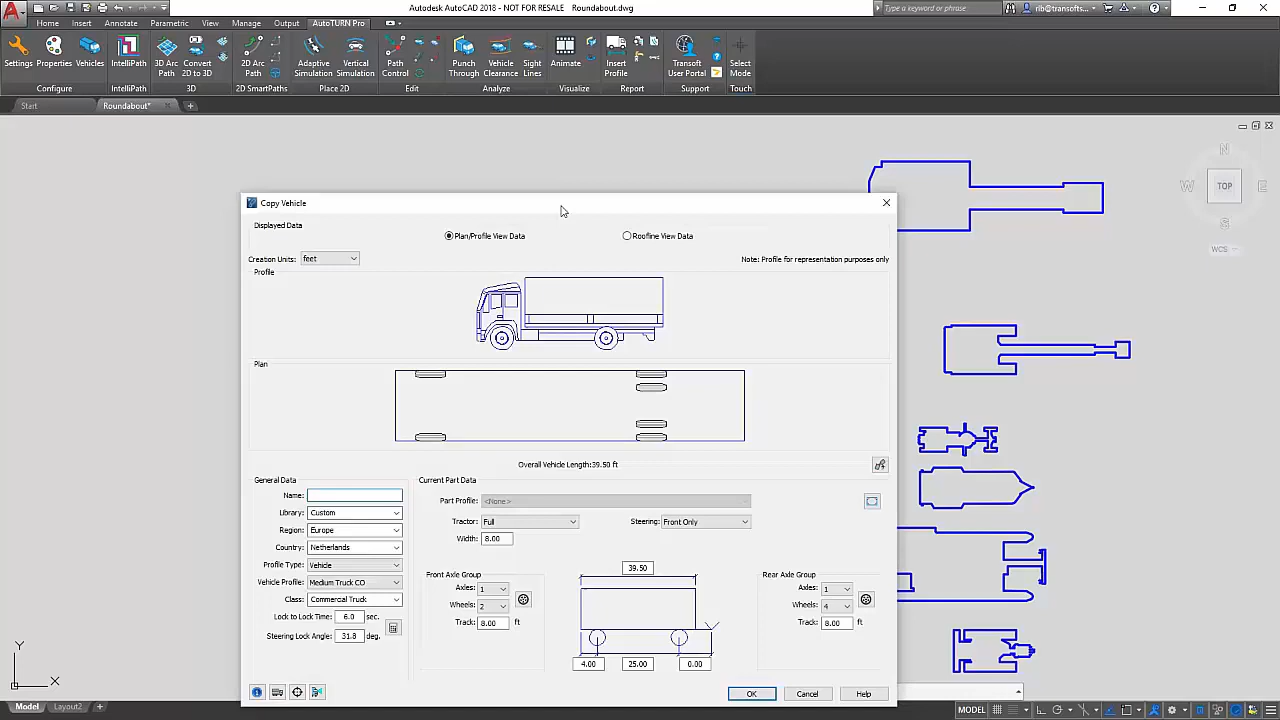 Autodesk AutoCAD 2018 - NOT FOR RESALE Roundabout.dwg
Type a keyword or phrase
rib@transofts...
Home Insert Annotate Parametric View Manage Output AutoTURN Pro
Settings Properties Vehicles IntelliPath 3D Arc Path Convert 2D to 3D 2D Arc Path Adaptive Simulation Vertical Simulation Path Control Punch Through Vehicle Clearance Sight Lines Animate Insert Profile Transoft User Portal Select Mode
Configure IntelliPath 3D 2D SmartPaths Place 2D Edit Analyze Visualize Report Support Touch
Start Roundabout*
N
W TOP E
S
WCS
Copy Vehicle
Displayed Data
Plan/Profile View Data Roofline View Data
Creation Units: feet Note: Profile for representation purposes only
Profile
Plan
Overall Vehicle Length:39.50 ft
General Data Current Part Data
Name: Part Profile: <None>
Library: Custom
Tractor: Full Steering: Front Only
Region: Europe
Width: 8.00
Country: Netherlands
Profile Type: Vehicle
39.50
Front Axle Group Rear Axle Group
Vehicle Profile: Medium Truck CO
Axles: 1 Axles: 1
Class: Commercial Truck
Wheels: 2 Wheels: 4
Lock to Lock Time: 6.0 sec.
Track: 8.00 ft Track: 8.00 ft
Steering Lock Angle: 31.8 deg.
4.00 25.00 0.00
OK Cancel Help
Y
X
Model Layout2 +
MODEL